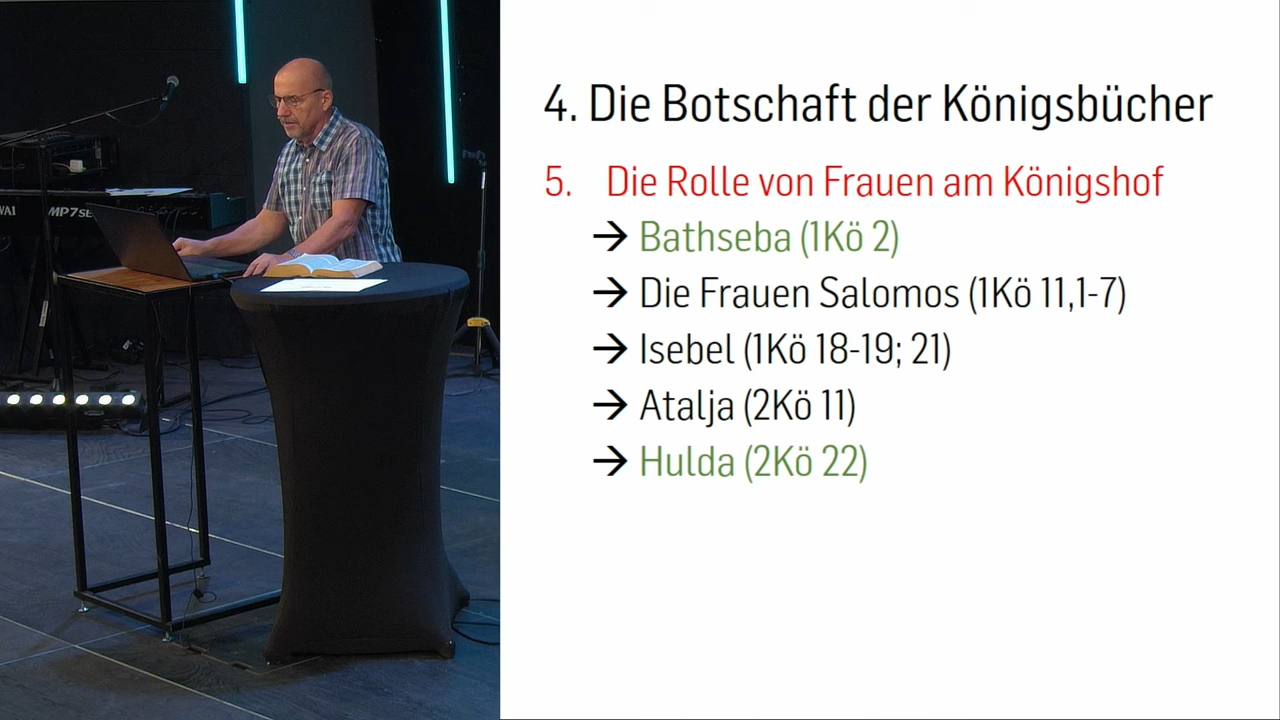 4. Die Botschaft der Königsbücher
5. Die Rolle von Frauen am Königshof
→ Bathseba (1Kö 2)
→ Die Frauen Salomos (1Kö 11,1-7)
→ Isebel (1Kö 18-19; 21)
→ Atalja (2Kö 11)
→ Hulda (2Kö 22)
WAI MP7SE